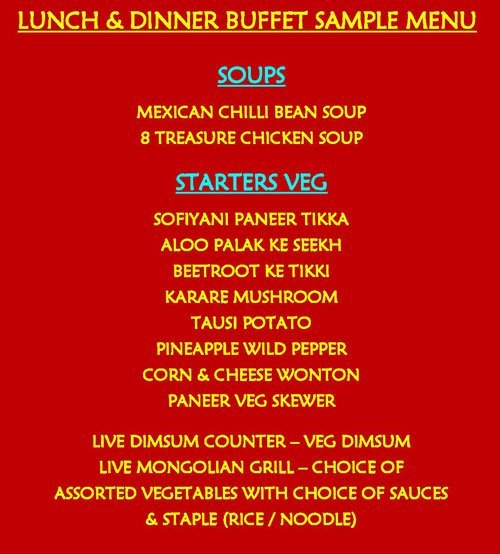 LUNCH & DINNER BUFFET SAMPLE MENU
SOUPS
MEXICAN CHILLI BEAN SOUP
8 TREASURE CHICKEN SOUP
STARTERS VEG
SOFIYANI PANEER TIKKA
ALOO PALAK KE SEEKH
BEETROOT KE TIKKI
KARARE MUSHROOM
TAUSI POTATO
PINEAPPLE WILD PEPPER
CORN & CHEESE WONTON
PANEER VEG SKEWER
LIVE DIMSUM COUNTER – VEG DIMSUM
LIVE MONGOLIAN GRILL – CHOICE OF
ASSORTED VEGETABLES WITH CHOICE OF SAUCES
& STAPLE (RICE / NOODLE)